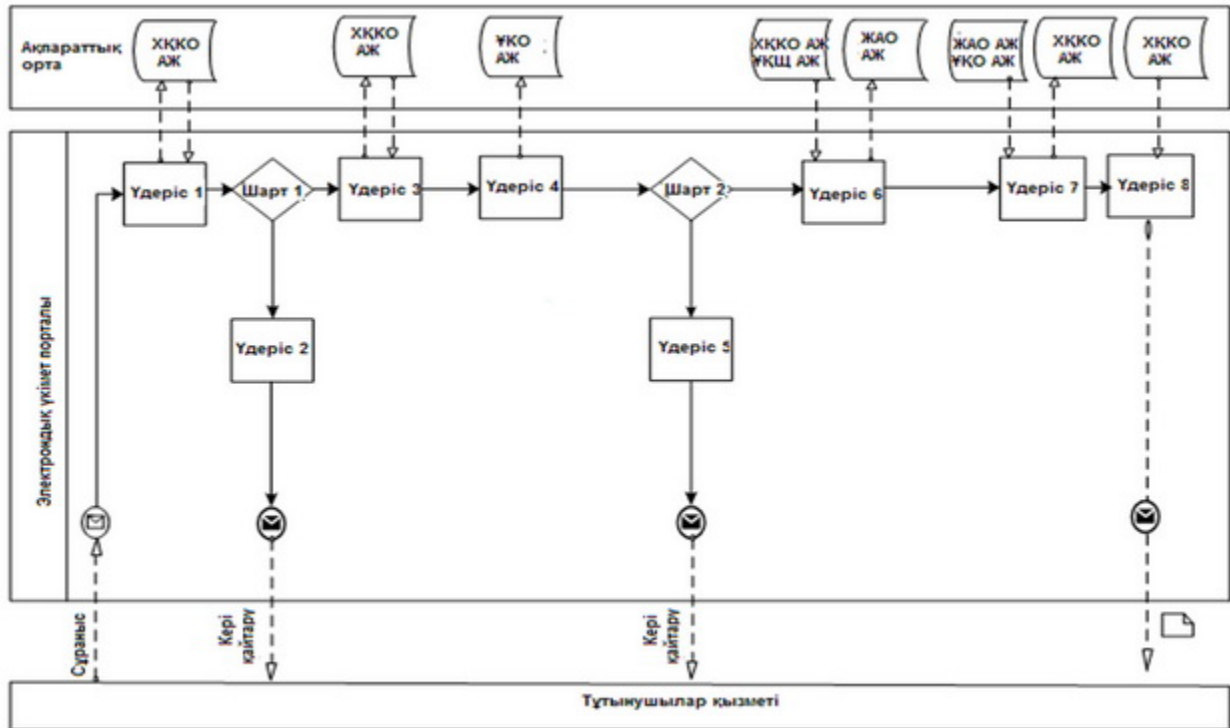 Ақпараттық
орта
ХҚКО
АЖ
ХҚКО
АЖ
ҰКО
АЖ
ХҚКО АЖ
ҰҚШ АЖ
ЖАО
АЖ
ЖАО АЖ
ҰҚО АЖ
ХҚКО
АЖ
ХҚКО
АЖ
Электрондық үкімет порталы
Үдеріс 1
Шарт 1
Үдеріс 3
Үдеріс 4
Шарт 2
Үдеріс 6
Үдеріс 7
Үдеріс 8
Үдеріс 2
Үдеріс 5
Сұраныс
Кері
қайтару
Кері
қайтару
Тұтынушылар қызметі